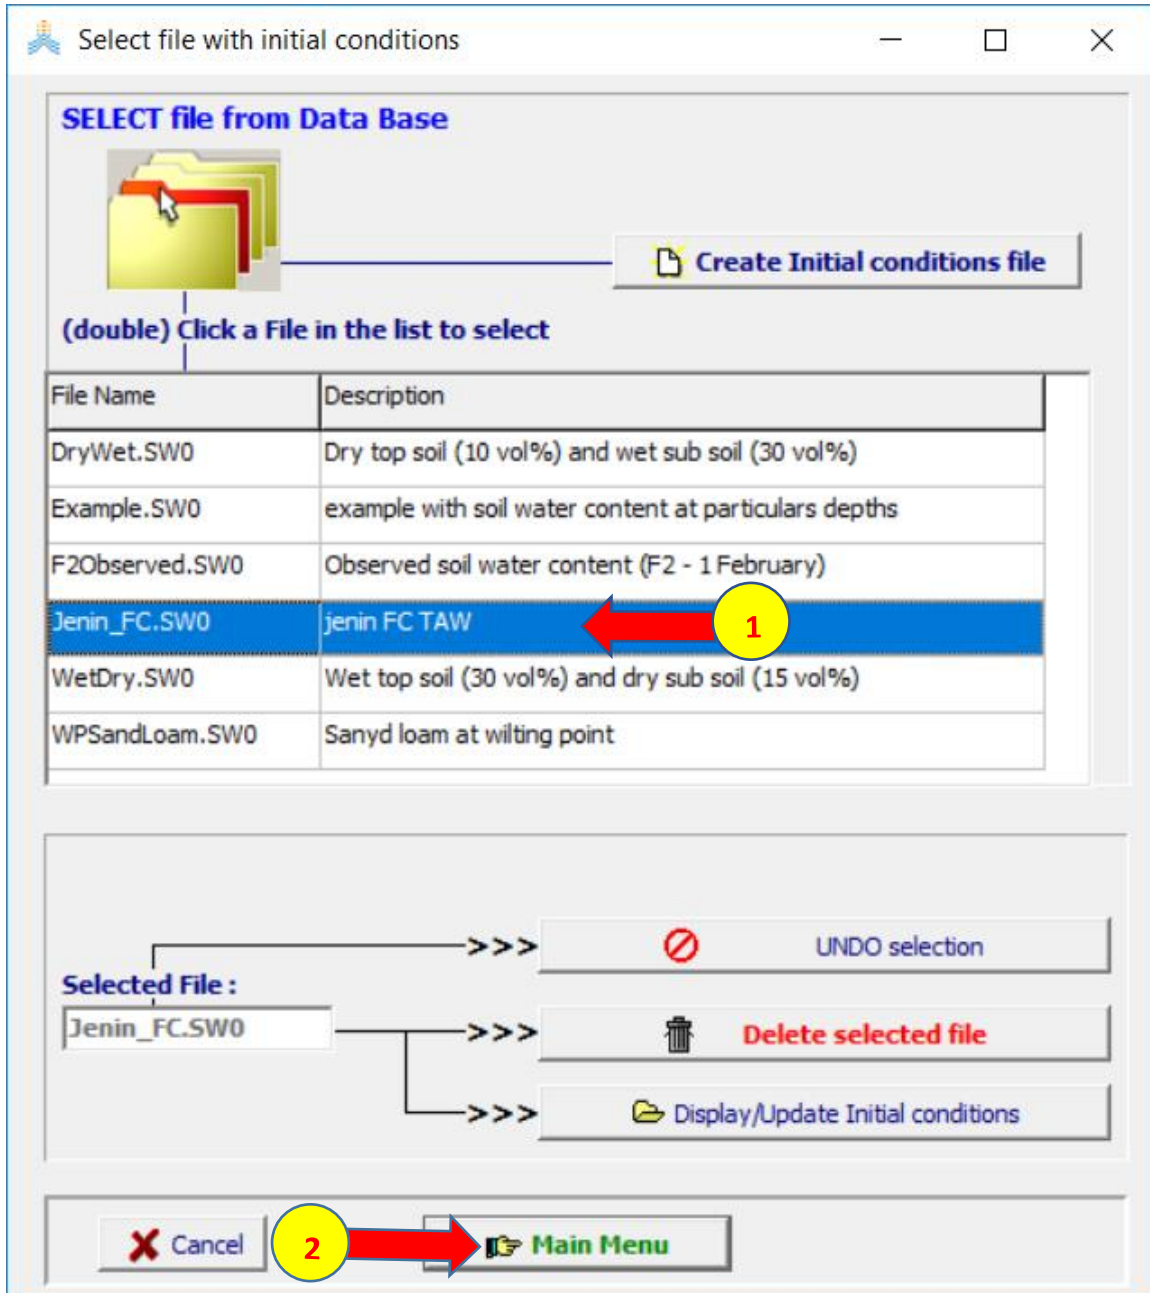 Select file with initial conditions
SELECT file from Data Base
Create Initial conditions file
(double) Click a File in the list to select
File Name Description
DryWet.SW0 Dry top soil (10 vol%) and wet sub soil (30 vol%)
Example.SW0 example with soil water content at particulars depths
F2Observed.SW0 Observed soil water content (F2 - 1 February)
Jenin_FC.SW0 jenin FC TAW 1
WetDry.SW0 Wet top soil (30 vol%) and dry sub soil (15 vol%)
WPSandLoam.SW0 Sanyd loam at wilting point
>>> UNDO selection
Selected File :
Jenin_FC.SW0 >>> Delete selected file
>>> Display/Update Initial conditions
Cancel 2 Main Menu